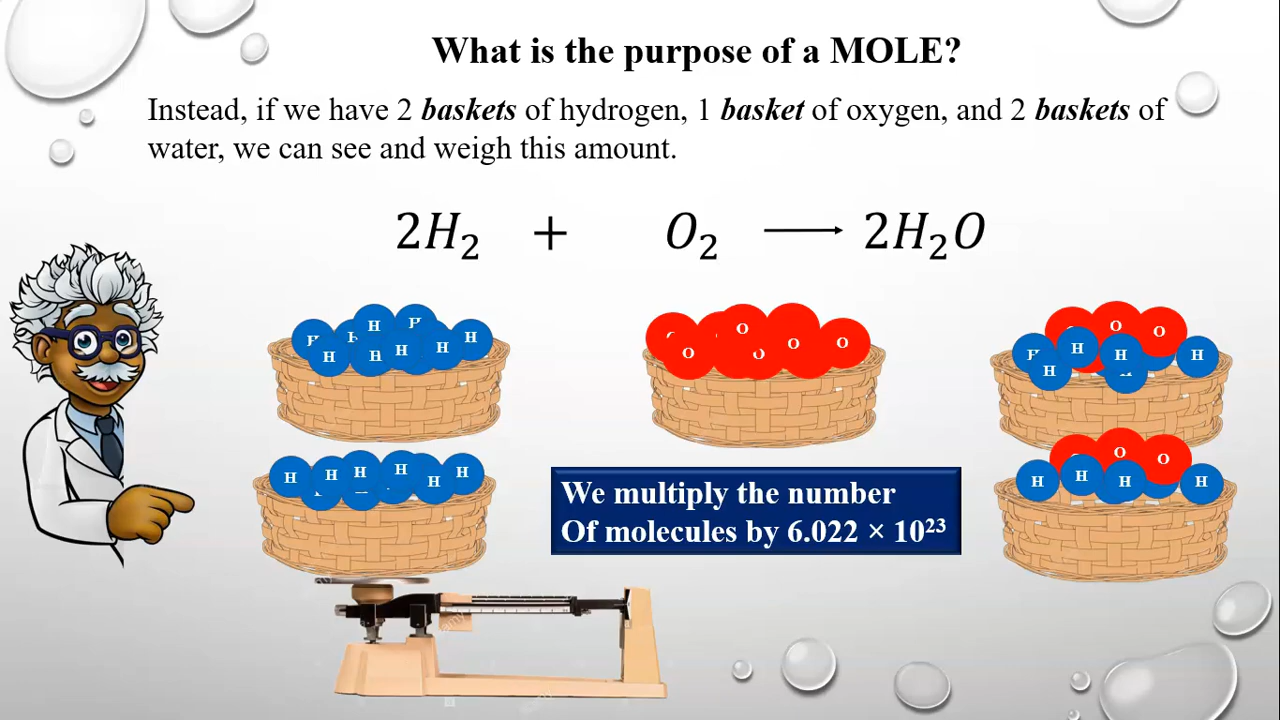 What is the purpose of a MOLE?
Instead, if we have 2 baskets of hydrogen, 1 basket of oxygen, and 2 baskets of
water, we can see and weigh this amount.
2H₂ + O₂ ⟶ 2H₂O
H H H H H H H H H
O O O O O
O O O H H H H H H
H H H H H H
We multiply the number
Of molecules by 6.022 × 10²³
O O H H H H